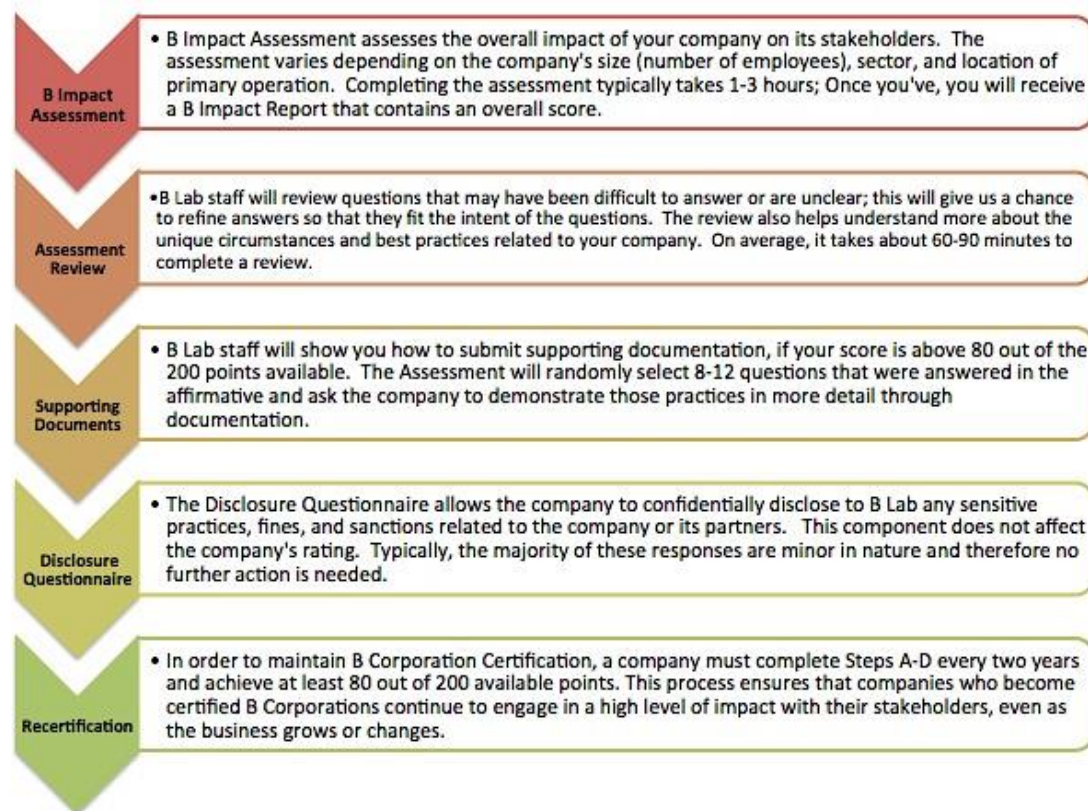 B Impact
Assessment
• B Impact Assessment assesses the overall impact of your company on its stakeholders. The
assessment varies depending on the company's size (number of employees), sector, and location of
primary operation. Completing the assessment typically takes 1-3 hours; Once you've, you will receive
a B Impact Report that contains an overall score.
Assessment
Review
•B Lab staff will review questions that may have been difficult to answer or are unclear; this will give us a chance
to refine answers so that they fit the intent of the questions. The review also helps understand more about the
unique circumstances and best practices related to your company. On average, it takes about 60-90 minutes to
complete a review.
Supporting
Documents
• B Lab staff will show you how to submit supporting documentation, if your score is above 80 out of the
200 points available. The Assessment will randomly select 8-12 questions that were answered in the
affirmative and ask the company to demonstrate those practices in more detail through
documentation.
Disclosure
Questionnaire
• The Disclosure Questionnaire allows the company to confidentially disclose to B Lab any sensitive
practices, fines, and sanctions related to the company or its partners. This component does not affect
the company's rating. Typically, the majority of these responses are minor in nature and therefore no
further action is needed.
Recertification
• In order to maintain B Corporation Certification, a company must complete Steps A-D every two years
and achieve at least 80 out of 200 available points. This process ensures that companies who become
certified B Corporations continue to engage in a high level of impact with their stakeholders, even as
the business grows or changes.